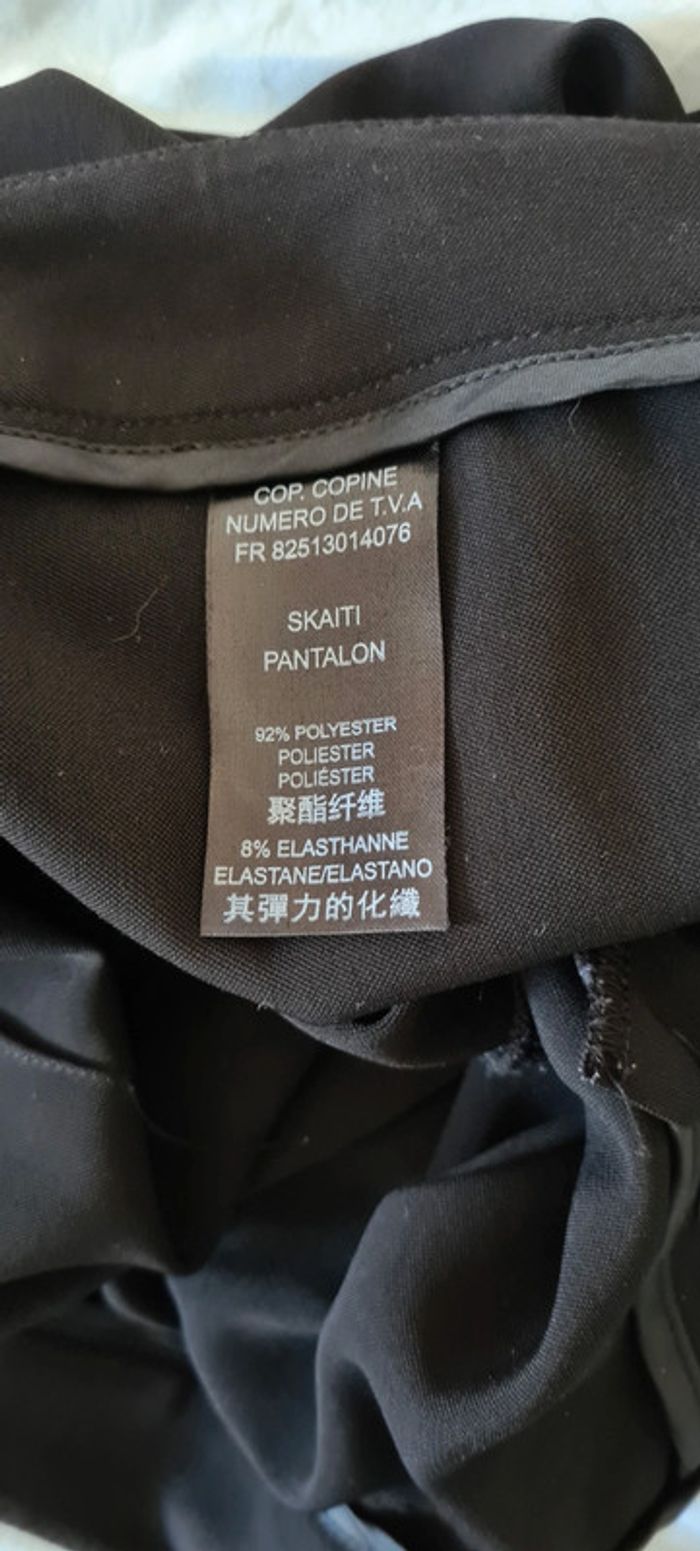 COP. COPINE
NUMERO DE T.V.A
FR 82513014076
SKAITI
PANTALON
92% POLYESTER
POLIESTER
POLIÉSTER
聚酯纤维
8% ELASTHANNE
ELASTANE/ELASTANO
其彈力的化纖